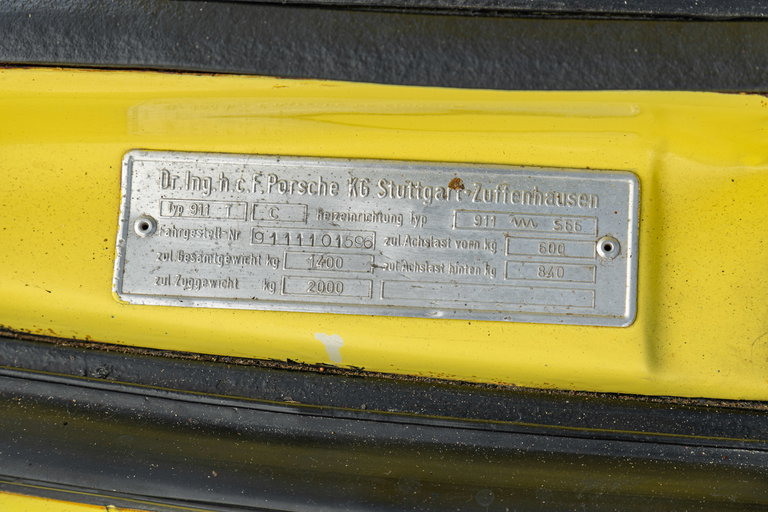 Dr. Ing. h.c. F. Porsche KG Stuttgart-Zuffenhausen
Typ 911 T C Heizeinrichtung Typ 911 S66
Fahrgestell-Nr 9111101596 zul Achslast vorn kg 600
zul Gesamtgewicht kg 1400 zul Achslast hinten kg 840
zul Zuggewicht kg 2000